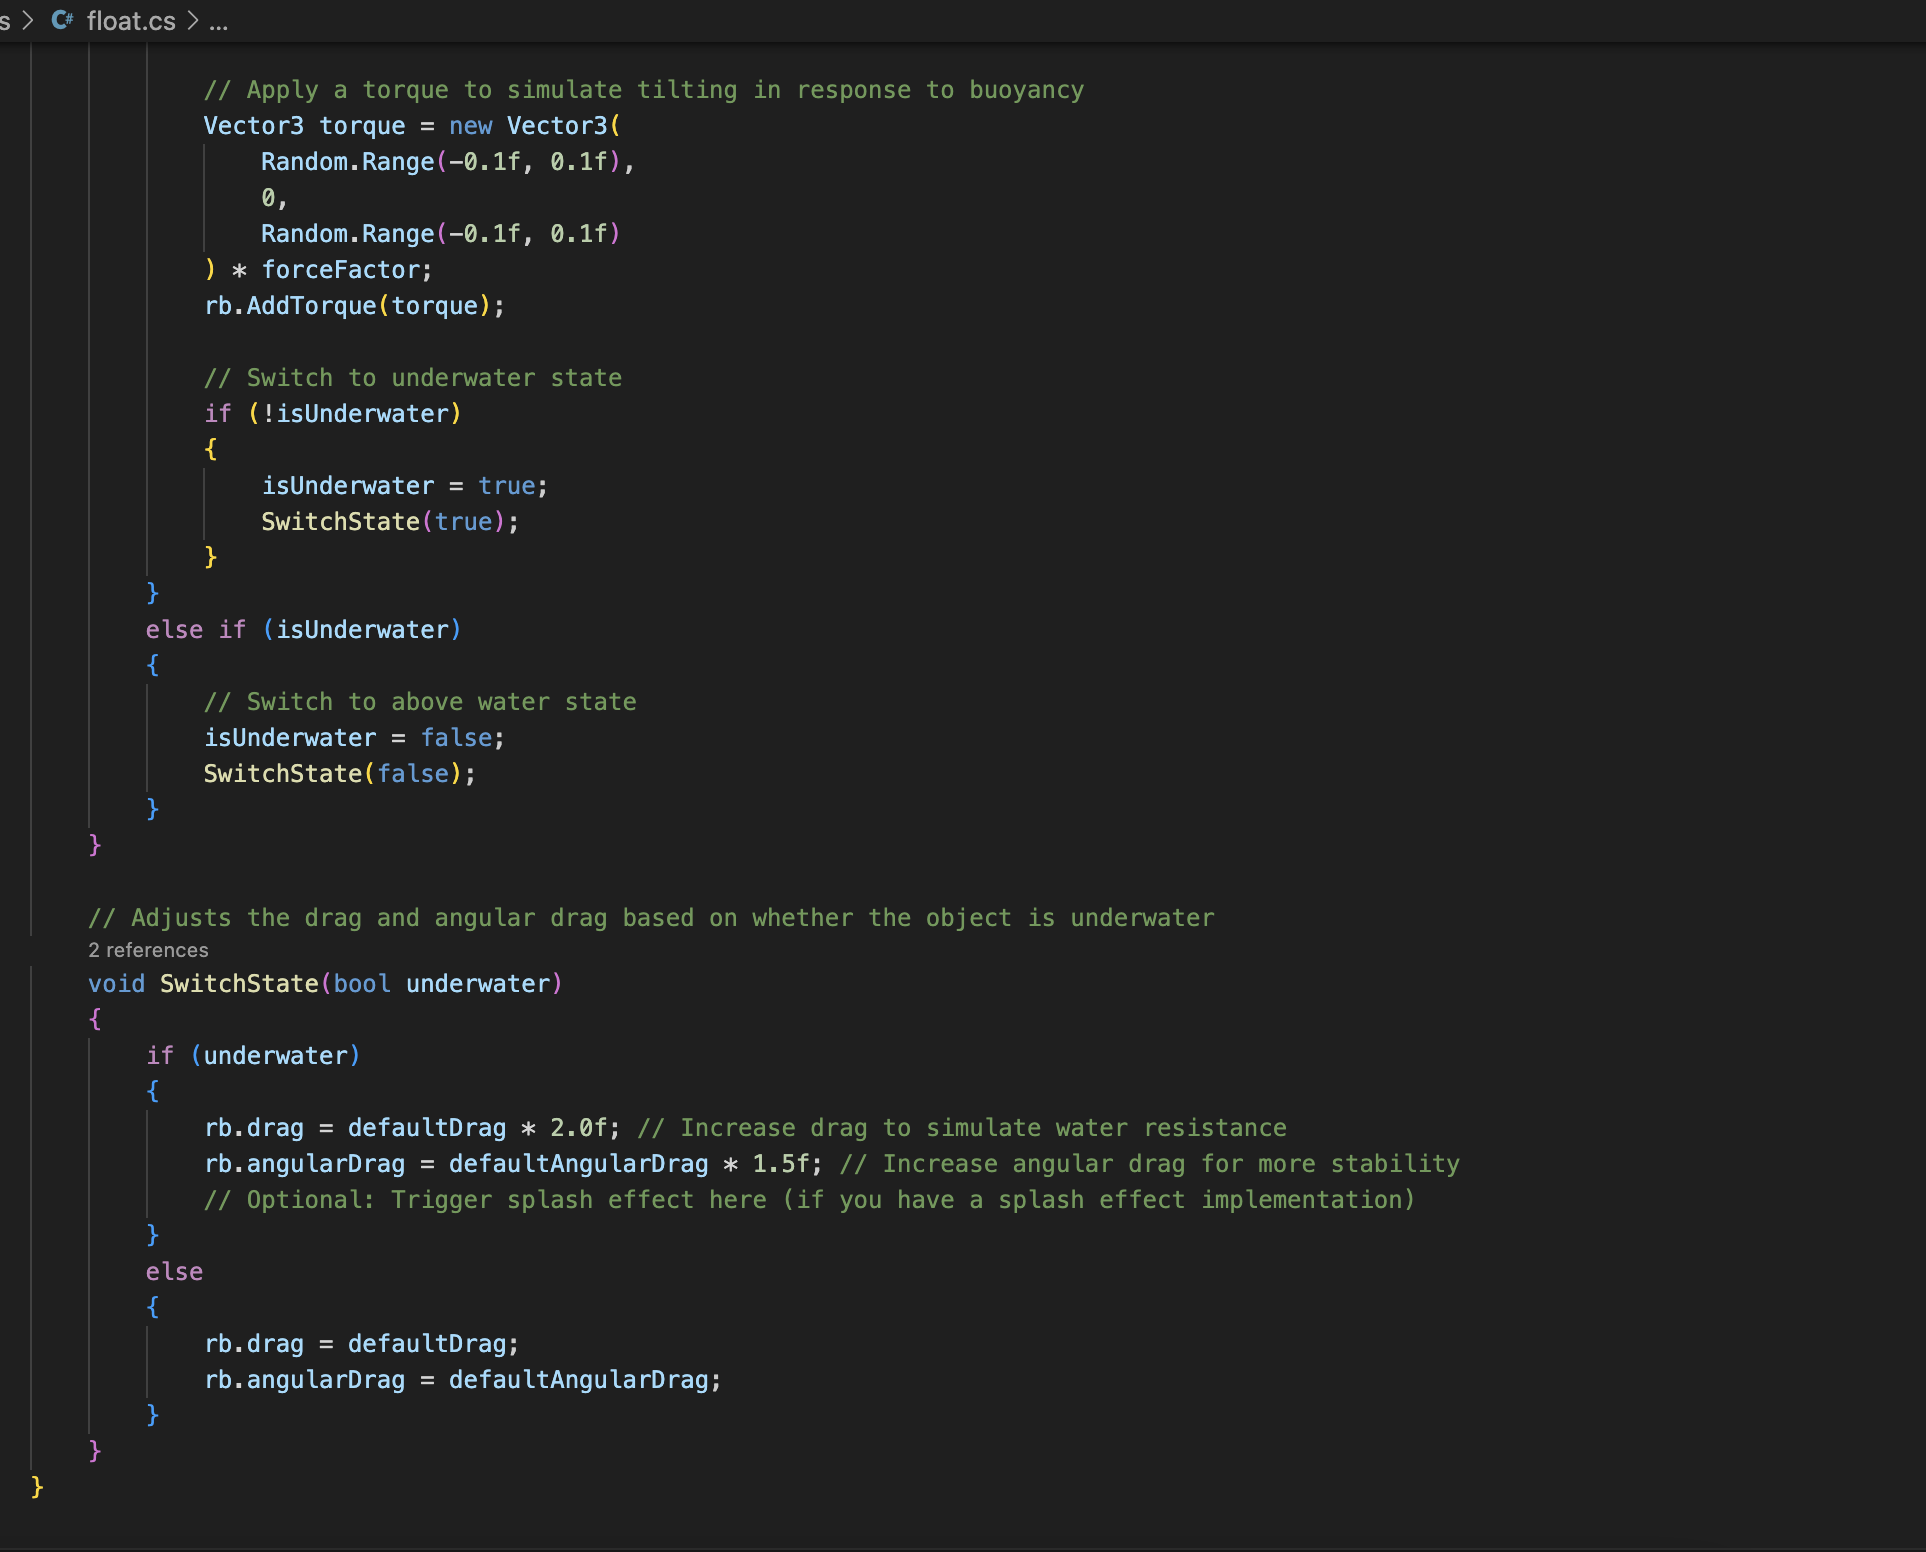 s > C# float.cs > ...
// Apply a torque to simulate tilting in response to buoyancy
Vector3 torque = new Vector3(
Random.Range(-0.1f, 0.1f),
0,
Random.Range(-0.1f, 0.1f)
) * forceFactor;
rb.AddTorque(torque);
// Switch to underwater state
if (!isUnderwater)
{
isUnderwater = true;
SwitchState(true);
}
}
else if (isUnderwater)
{
// Switch to above water state
isUnderwater = false;
SwitchState(false);
}
}
// Adjusts the drag and angular drag based on whether the object is underwater
2 references
void SwitchState(bool underwater)
{
if (underwater)
{
rb.drag = defaultDrag * 2.0f; // Increase drag to simulate water resistance
rb.angularDrag = defaultAngularDrag * 1.5f; // Increase angular drag for more stability
// Optional: Trigger splash effect here (if you have a splash effect implementation)
}
else
{
rb.drag = defaultDrag;
rb.angularDrag = defaultAngularDrag;
}
}
}